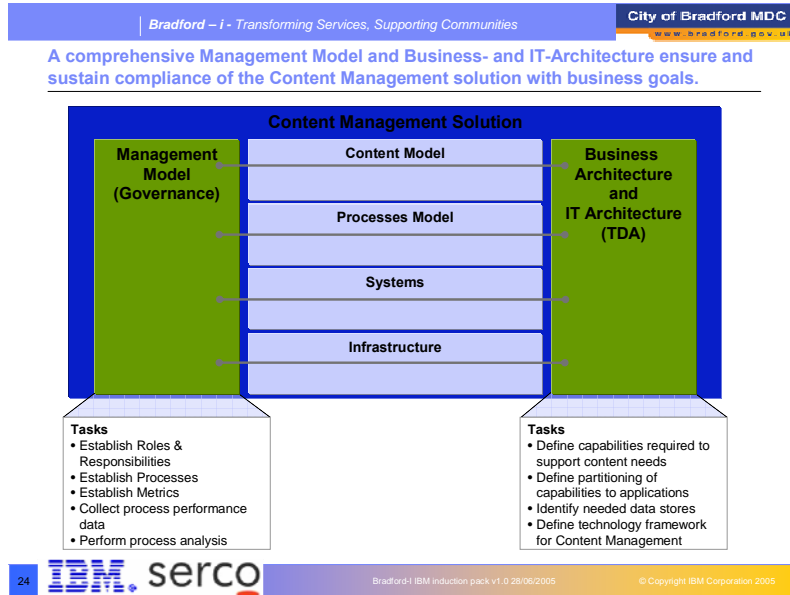 Bradford – i - Transforming Services, Supporting Communities
City of Bradford MDC
www.bradford.gov.uk
A comprehensive Management Model and Business- and IT-Architecture ensure and
sustain compliance of the Content Management solution with business goals.
Content Management Solution
Management
Model
(Governance)
Content Model
Processes Model
Systems
Infrastructure
Business
Architecture
and
IT Architecture
(TDA)
Tasks
• Establish Roles &
Responsibilities
• Establish Processes
• Establish Metrics
• Collect process performance
data
• Perform process analysis
Tasks
• Define capabilities required to
support content needs
• Define partitioning of
capabilities to applications
• Identify needed data stores
• Define technology framework
for Content Management
24
IBM.
serco
Bradford-I IBM induction pack v1.0 28/06/2005
© Copyright IBM Corporation 2005